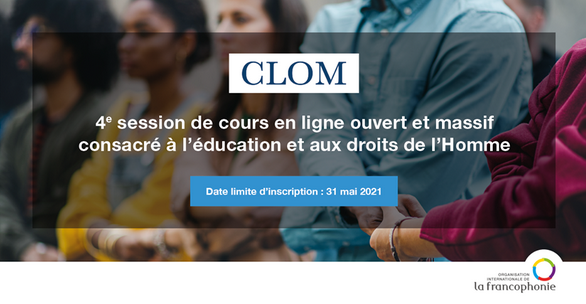 CLOM
4e session de cours en ligne ouvert et massif
consacré à l'éducation et aux droits de l'Homme
Date limite d'inscription : 31 mai 2021
ORGANISATION
INTERNATIONALE DE
la francophonie